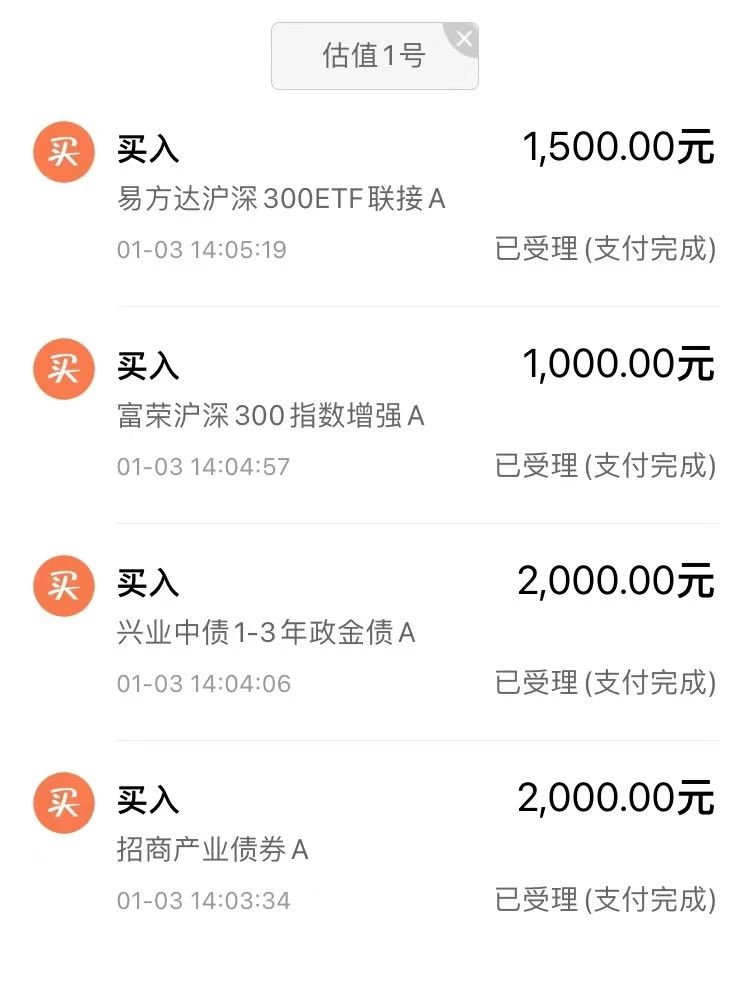 估值1号
买 买入 1,500.00元
易方达沪深300ETF联接A
01-03 14:05:19 已受理(支付完成)
买 买入 1,000.00元
富荣沪深300指数增强A
01-03 14:04:57 已受理(支付完成)
买 买入 2,000.00元
兴业中债1-3年政金债A
01-03 14:04:06 已受理(支付完成)
买 买入 2,000.00元
招商产业债券A
01-03 14:03:34 已受理(支付完成)